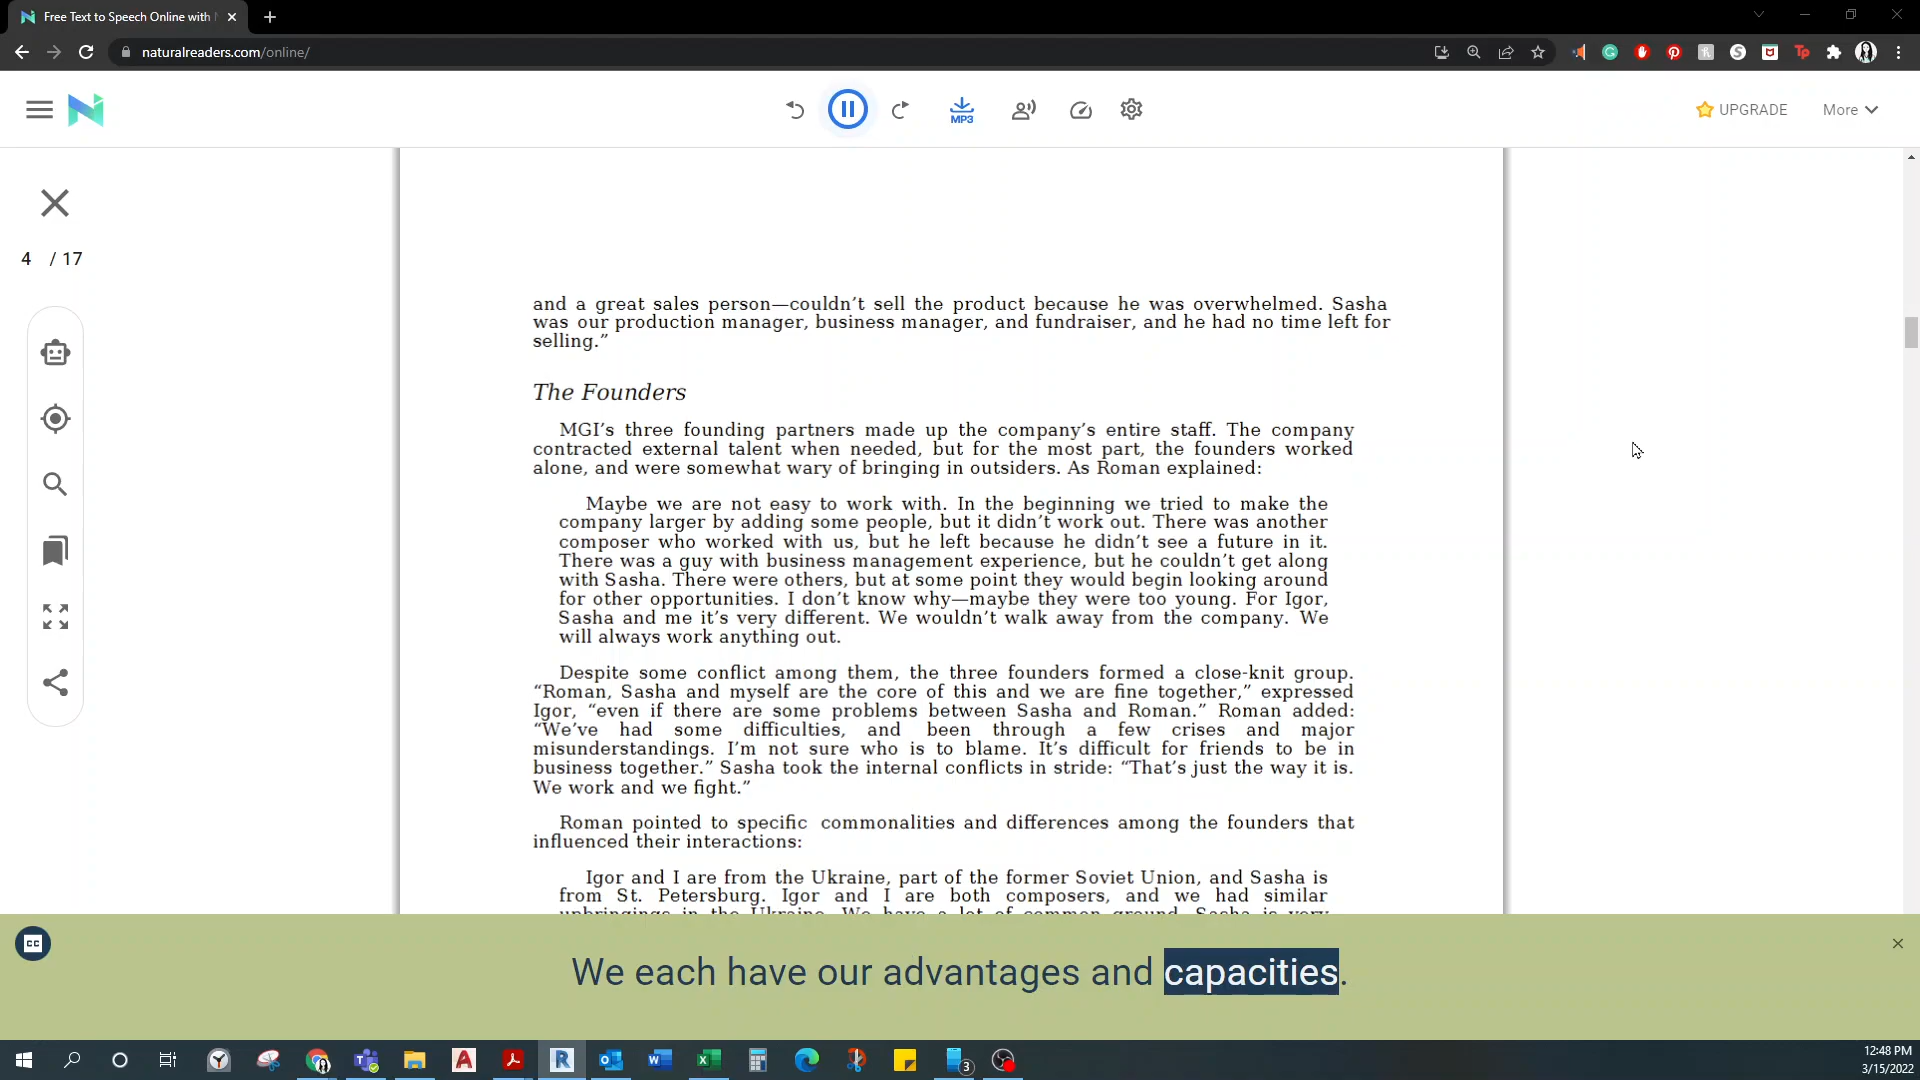 Free Text to Speech Online with
naturalreaders.com/online/
MP3
UPGRADE
More
4 / 17
and a great sales person—couldn’t sell the product because he was overwhelmed. Sasha
was our production manager, business manager, and fundraiser, and he had no time left for
selling.”
The Founders
MGI’s three founding partners made up the company’s entire staff. The company
contracted external talent when needed, but for the most part, the founders worked
alone, and were somewhat wary of bringing in outsiders. As Roman explained:
Maybe we are not easy to work with. In the beginning we tried to make the
company larger by adding some people, but it didn’t work out. There was another
composer who worked with us, but he left because he didn’t see a future in it.
There was a guy with business management experience, but he couldn’t get along
with Sasha. There were others, but at some point they would begin looking around
for other opportunities. I don’t know why—maybe they were too young. For Igor,
Sasha and me it’s very different. We wouldn’t walk away from the company. We
will always work anything out.
Despite some conflict among them, the three founders formed a close-knit group.
“Roman, Sasha and myself are the core of this and we are fine together,” expressed
Igor, “even if there are some problems between Sasha and Roman.” Roman added:
“We’ve had some difficulties, and been through a few crises and major
misunderstandings. I’m not sure who is to blame. It’s difficult for friends to be in
business together.” Sasha took the internal conflicts in stride: “That’s just the way it is.
We work and we fight.”
Roman pointed to specific commonalities and differences among the founders that
influenced their interactions:
Igor and I are from the Ukraine, part of the former Soviet Union, and Sasha is
from St. Petersburg. Igor and I are both composers, and we had similar
upbringings in the Ukraine. We have a lot of common ground. Sasha is very
CC
We each have our advantages and capacities.
3
12:48 PM
3/15/2022